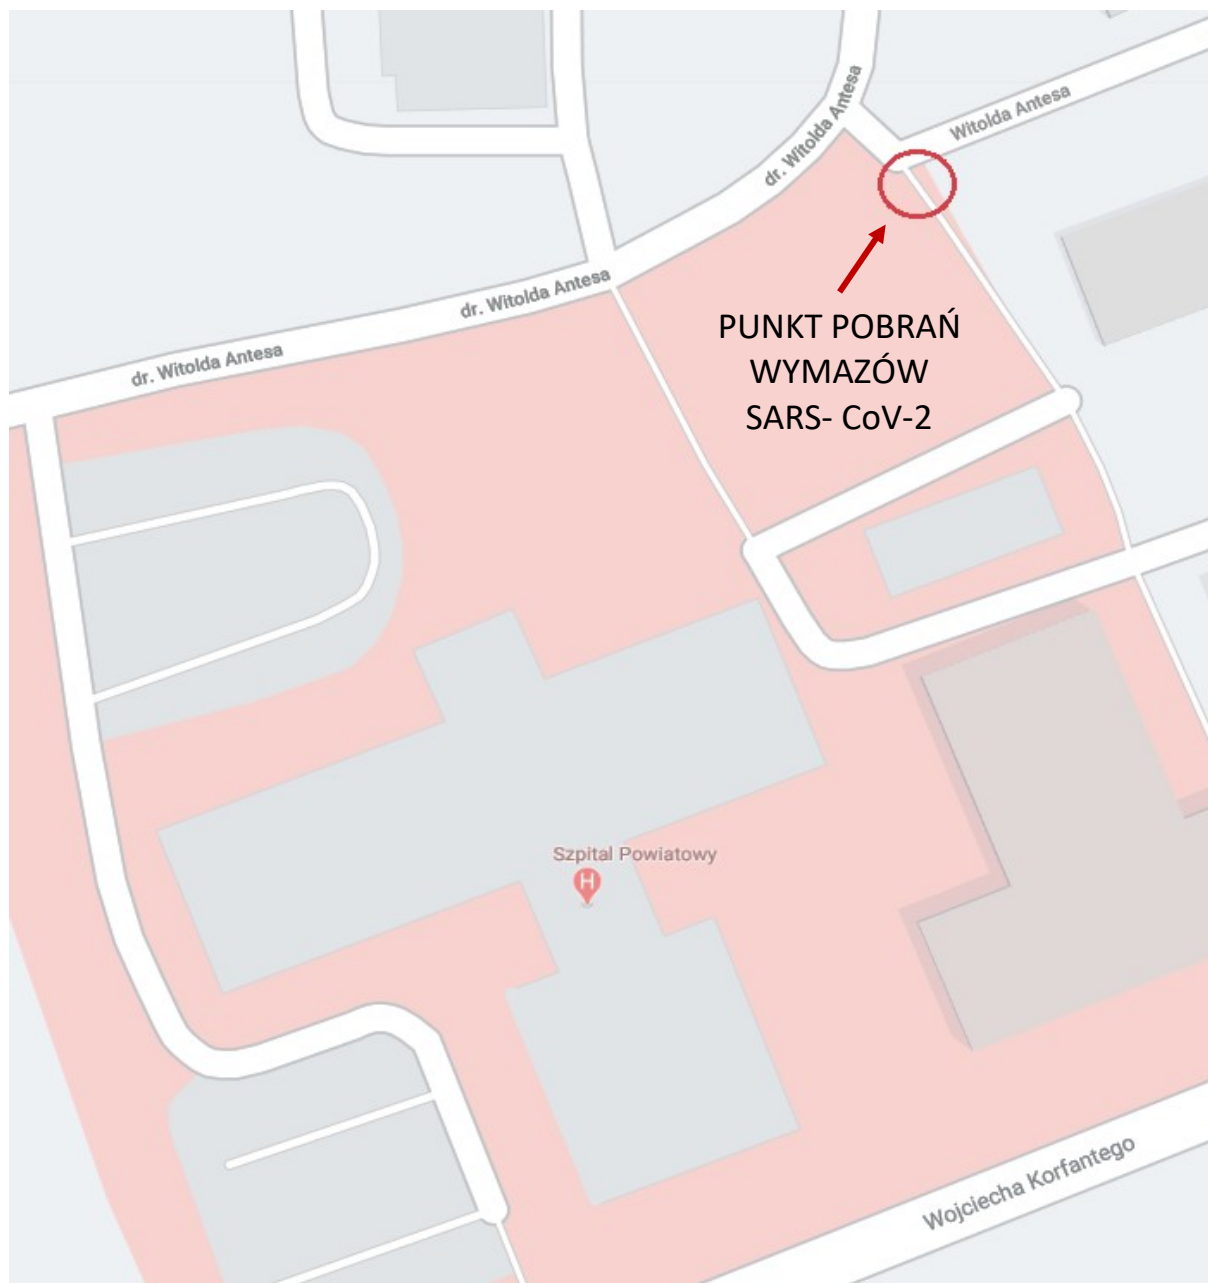 Witolda Antesa
dr. Witolda Antesa
dr. Witolda Antesa
dr. Witolda Antesa
PUNKT POBRAŃ
WYMAZÓW
SARS- CoV-2
Szpital Powiatowy
H
Wojciecha Korfantego